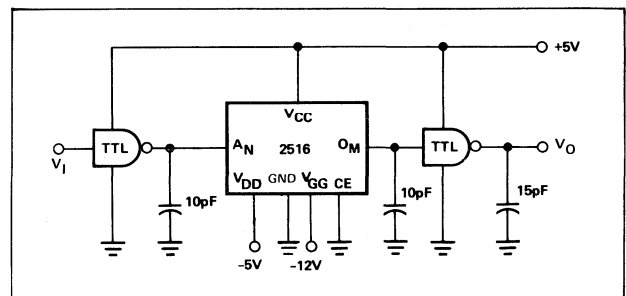 +5V
VCC
VI
TTL
AN
2516
OM
TTL
VO
VDD GND VGG CE
10pF
10pF
15pF
-5V
-12V